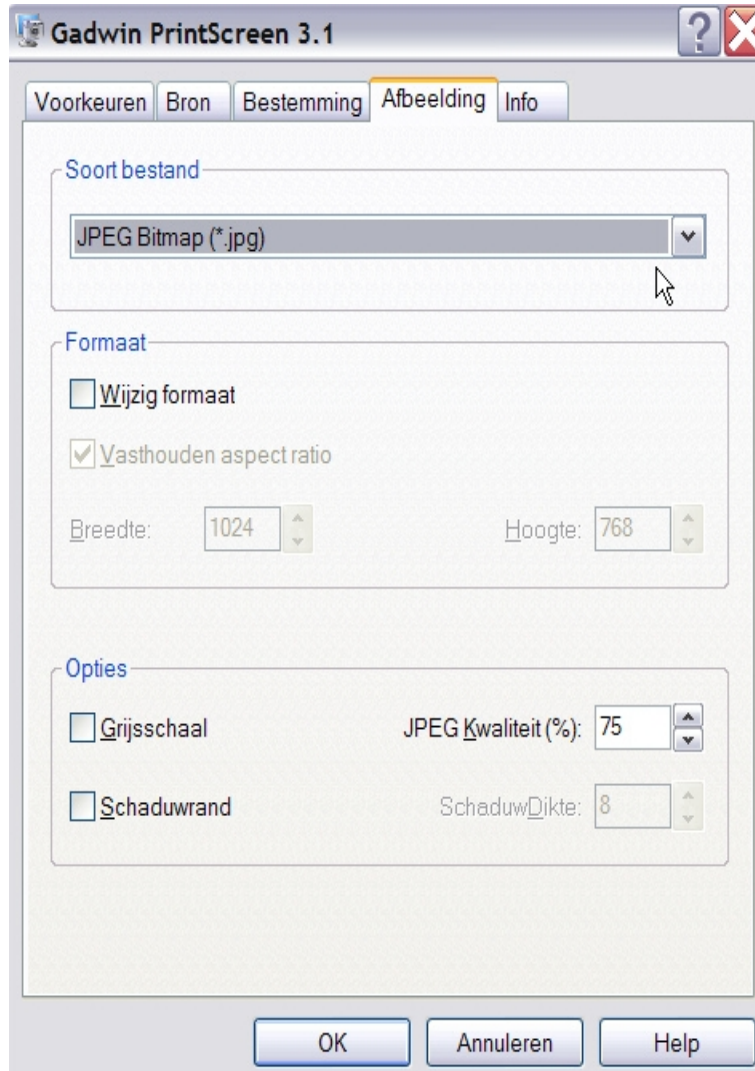 Gadwin PrintScreen 3.1
Voorkeuren Bron Bestemming Afbeelding Info
Soort bestand
JPEG Bitmap (*.jpg)
Formaat
Wijzig formaat
Vasthouden aspect ratio
Breedte: 1024 Hoogte: 768
Opties
Grijsschaal JPEG Kwaliteit (%): 75
Schaduwrand SchaduwDikte: 8
OK Annuleren Help